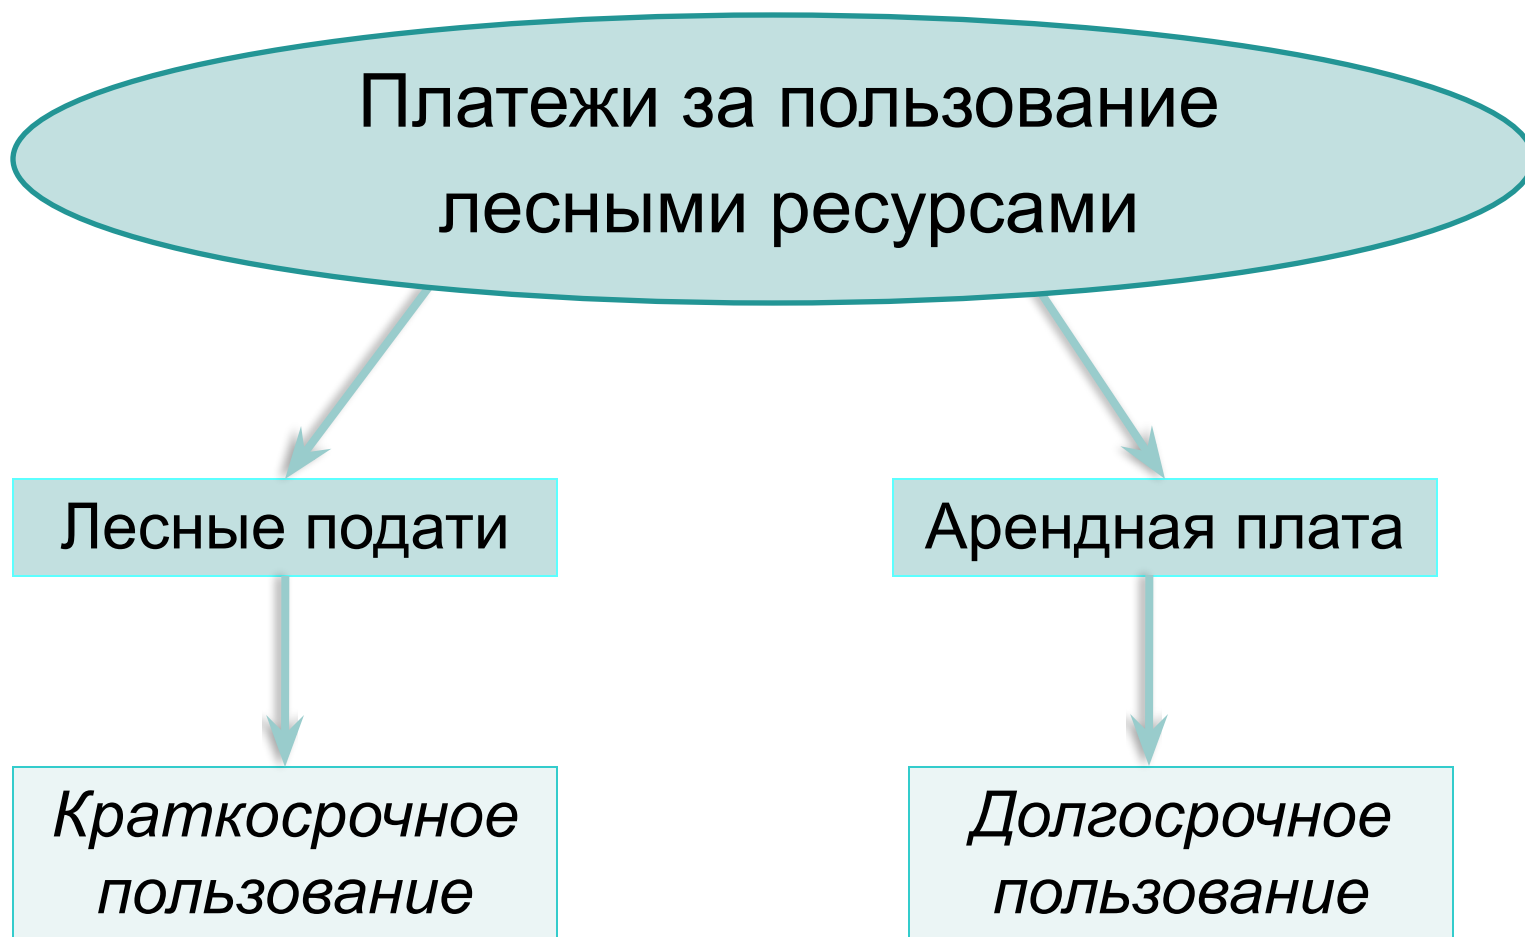 Платежи за пользование
лесными ресурсами
Лесные подати
Арендная плата
Краткосрочное
пользование
Долгосрочное
пользование